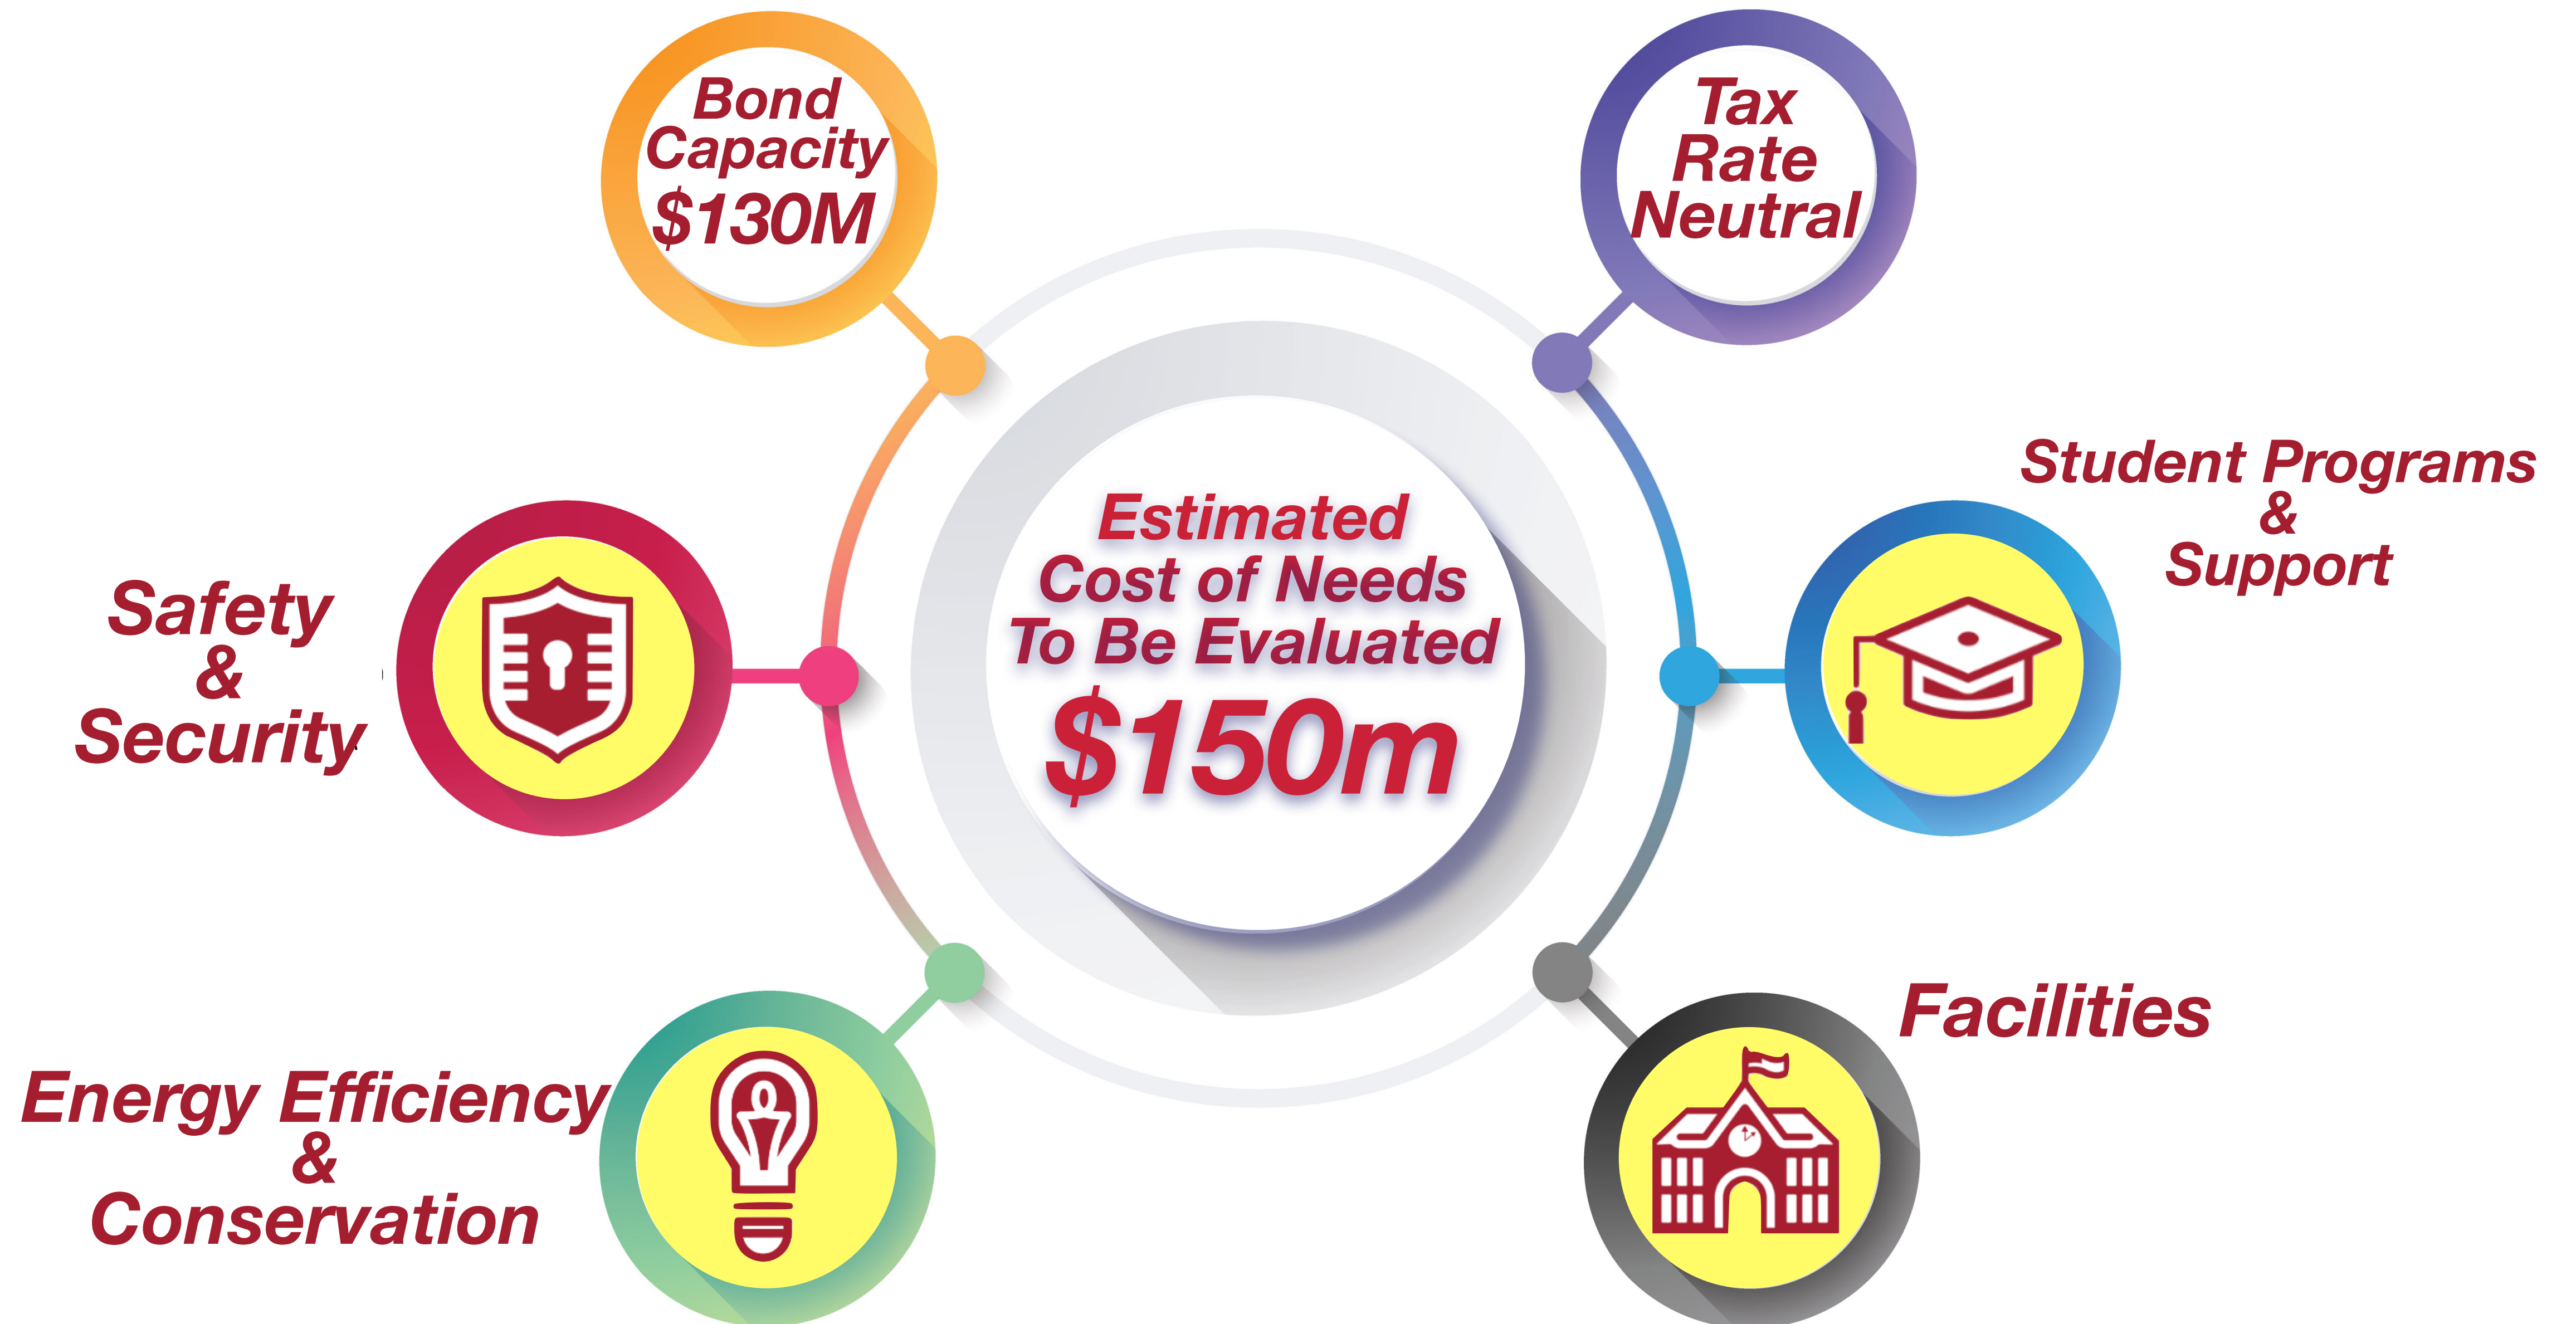 Bond
Capacity
$130M
Tax
Rate
Neutral
Safety
&
Security
Estimated
Cost of Needs
To Be Evaluated
$150m
Student Programs
&
Support
Energy Efficiency
&
Conservation
Facilities